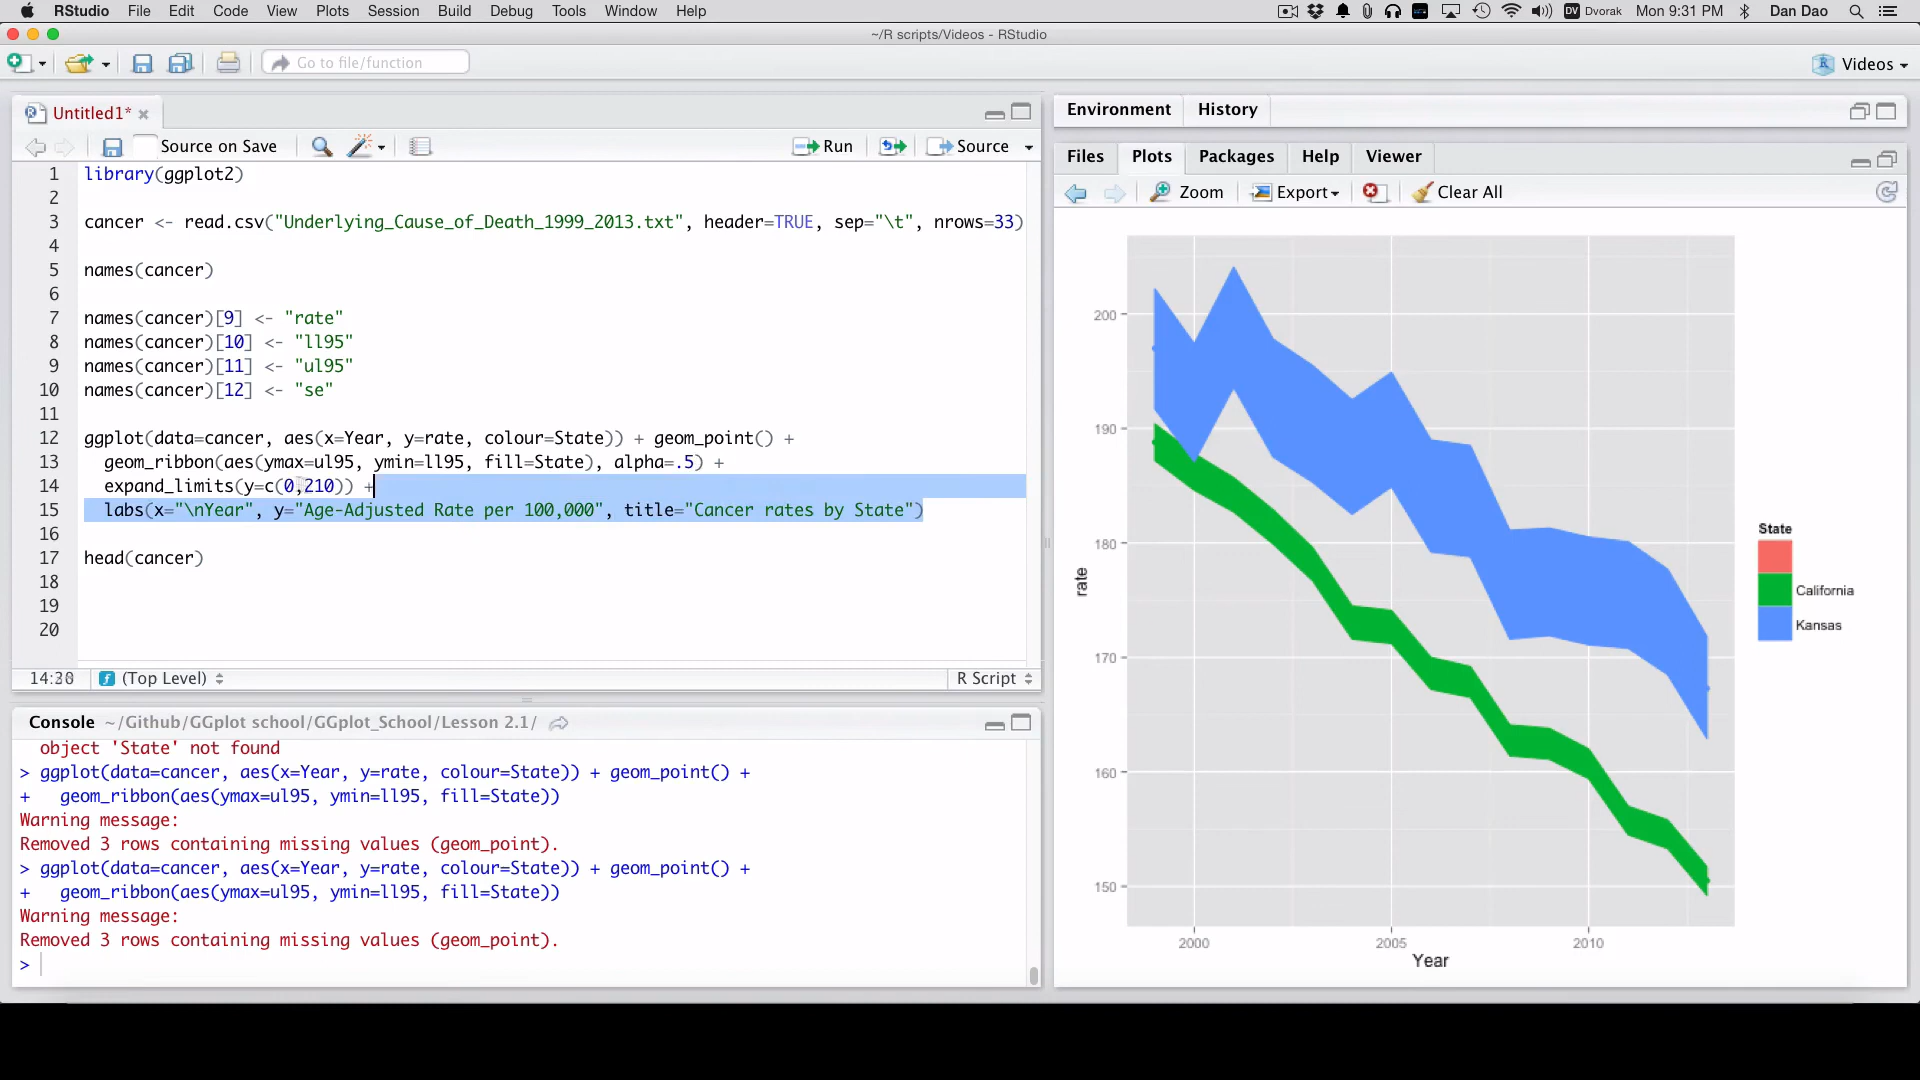 RStudio File Edit Code View Plots Session Build Debug Tools Window Help Dvorak Mon 9:31 PM Dan Dao
~/R scripts/Videos - RStudio
Go to file/function Videos
Untitled1*
Source on Save Run Source
1 library(ggplot2)
2
3 cancer <- read.csv("Underlying_Cause_of_Death_1999_2013.txt", header=TRUE, sep="\t", nrows=33)
4
5 names(cancer)
6
7 names(cancer)[9] <- "rate"
8 names(cancer)[10] <- "ll95"
9 names(cancer)[11] <- "ul95"
10 names(cancer)[12] <- "se"
11
12 ggplot(data=cancer, aes(x=Year, y=rate, colour=State)) + geom_point() +
13 geom_ribbon(aes(ymax=ul95, ymin=ll95, fill=State), alpha=.5) +
14 expand_limits(y=c(0,210)) +
15 labs(x="\nYear", y="Age-Adjusted Rate per 100,000", title="Cancer rates by State")
16
17 head(cancer)
18
19
20
(Top Level) R Script
Console ~/Github/GGplot school/GGplot_School/Lesson 2.1/
object 'State' not found
> ggplot(data=cancer, aes(x=Year, y=rate, colour=State)) + geom_point() +
+ geom_ribbon(aes(ymax=ul95, ymin=ll95, fill=State))
Warning message:
Removed 3 rows containing missing values (geom_point).
> ggplot(data=cancer, aes(x=Year, y=rate, colour=State)) + geom_point() +
+ geom_ribbon(aes(ymax=ul95, ymin=ll95, fill=State))
Warning message:
Removed 3 rows containing missing values (geom_point).
>
Environment History
Files Plots Packages Help Viewer
Zoom Export Clear All
200
190
180
170
160
150
rate
2000 2005 2010
Year
State
California
Kansas